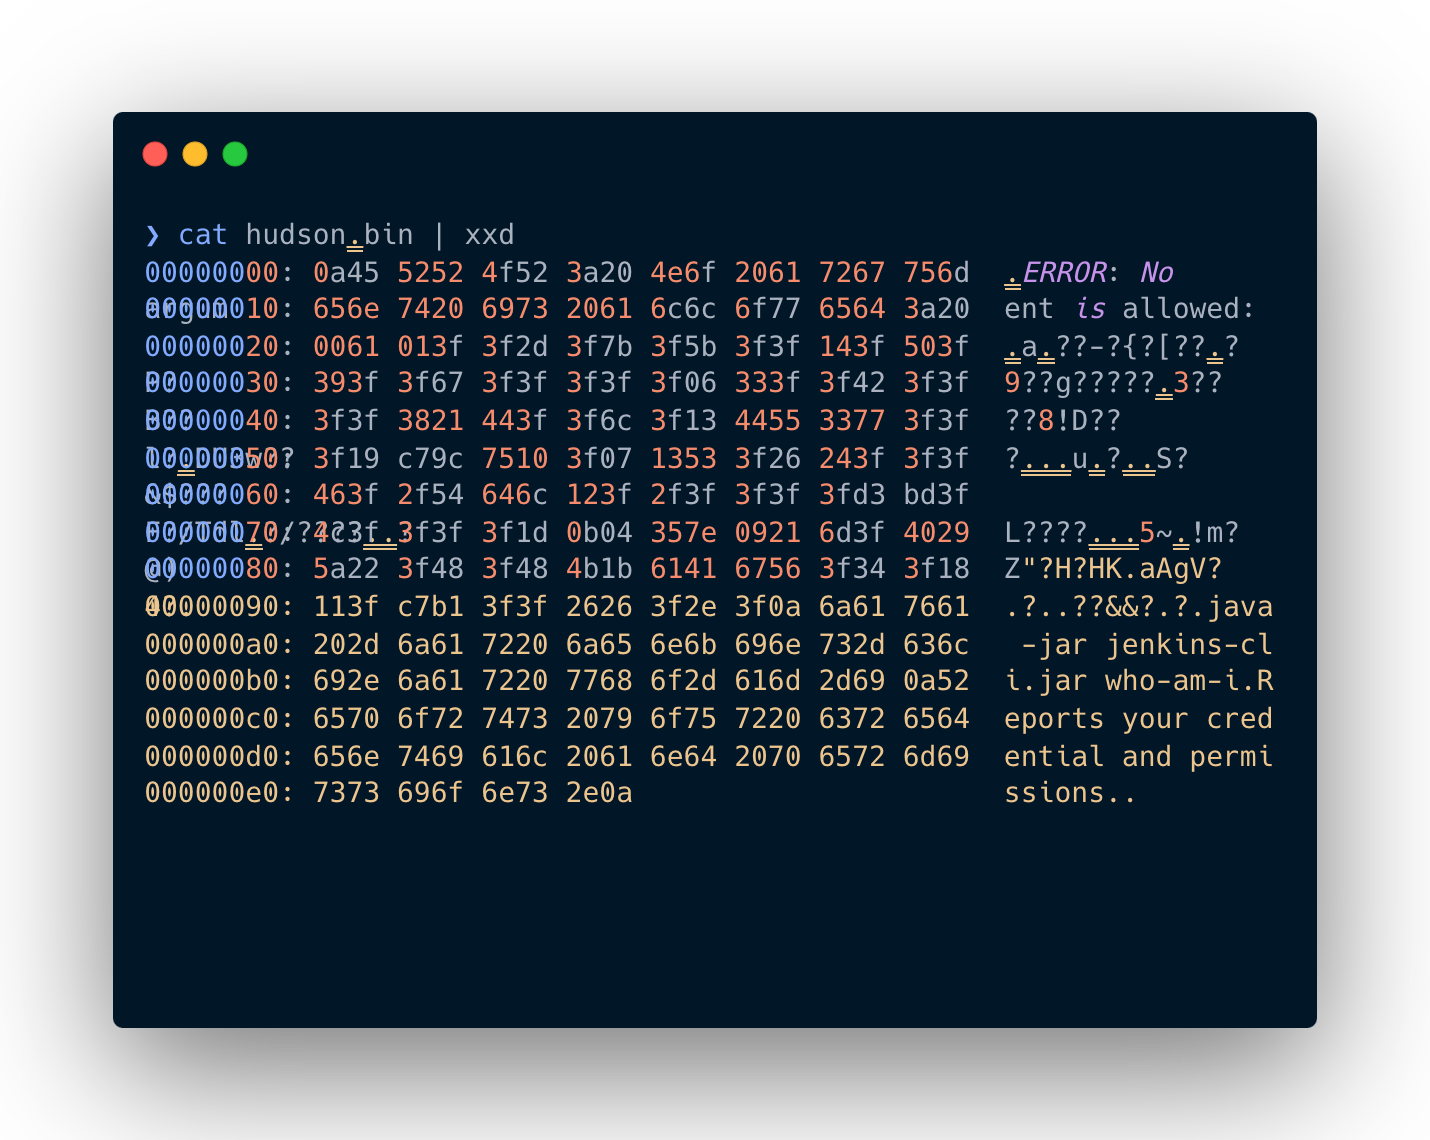 ❯ cat hudson.bin | xxd
00000000: 0a45 5252 4f52 3a20 4e6f 2061 7267 756d  .ERROR: No
argum
00000010: 656e 7420 6973 2061 6c6c 6f77 6564 3a20  ent is allowed:
00000020: 0061 013f 3f2d 3f7b 3f5b 3f3f 143f 503f  .a.??-?{?[??.?
P?
00000030: 393f 3f67 3f3f 3f3f 3f06 333f 3f42 3f3f  9??g?????.3??
B??
00000040: 3f3f 3821 443f 3f6c 3f13 4455 3377 3f3f  ??8!D??
l?.DU3w??
00000050: 3f19 c79c 7510 3f07 1353 3f26 243f 3f3f  ?...u.?..S?
&$???
00000060: 463f 2f54 646c 123f 2f3f 3f3f 3fd3 bd3f
F?/Tdl.?/????..?
00000070: 4c3f 3f3f 3f1d 0b04 357e 0921 6d3f 4029  L????...5~.!m?
@)
00000080: 5a22 3f48 3f48 4b1b 6141 6756 3f34 3f18  Z"?H?HK.aAgV?
4?.
00000090: 113f c7b1 3f3f 2626 3f2e 3f0a 6a61 7661  .?..??&&?.?.java
000000a0: 202d 6a61 7220 6a65 6e6b 696e 732d 636c   -jar jenkins-cl
000000b0: 692e 6a61 7220 7768 6f2d 616d 2d69 0a52  i.jar who-am-i.R
000000c0: 6570 6f72 7473 2079 6f75 7220 6372 6564  eports your cred
000000d0: 656e 7469 616c 2061 6e64 2070 6572 6d69  ential and permi
000000e0: 7373 696f 6e73 2e0a  ssions..